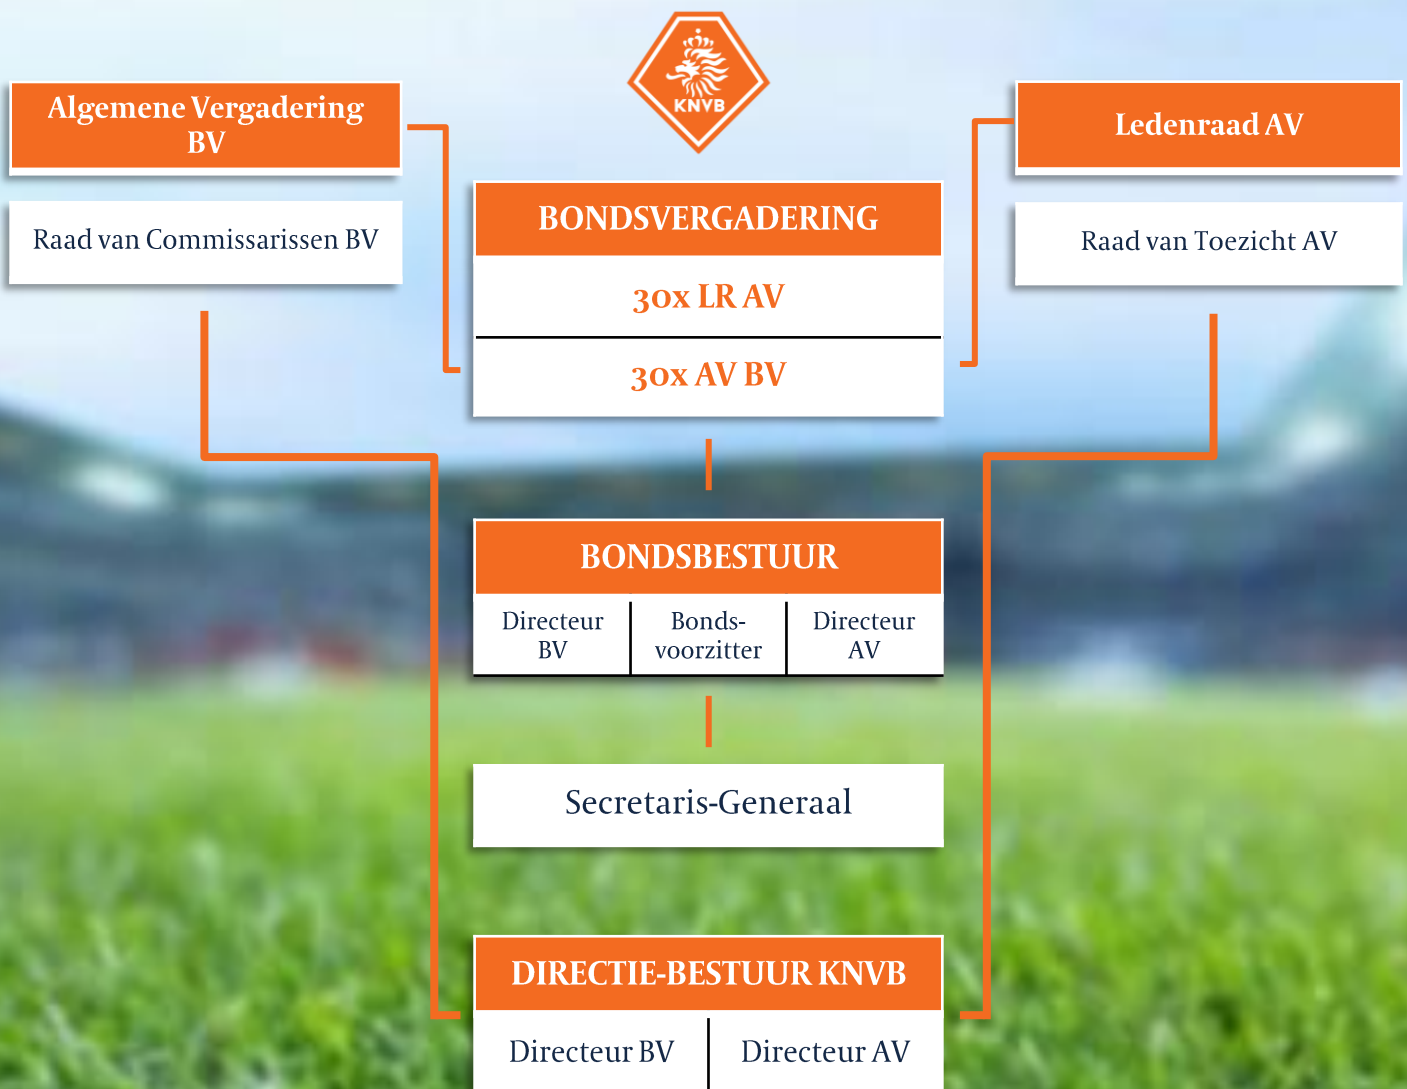 KNVB
Algemene Vergadering
BV
Raad van Commissarissen BV
Ledenraad AV
Raad van Toezicht AV
BONDSVERGADERING
30x LR AV
30x AV BV
BONDSBESTUUR
Directeur
BV
Bonds-
voorzitter
Directeur
AV
Secretaris-Generaal
DIRECTIE-BESTUUR KNVB
Directeur BV
Directeur AV